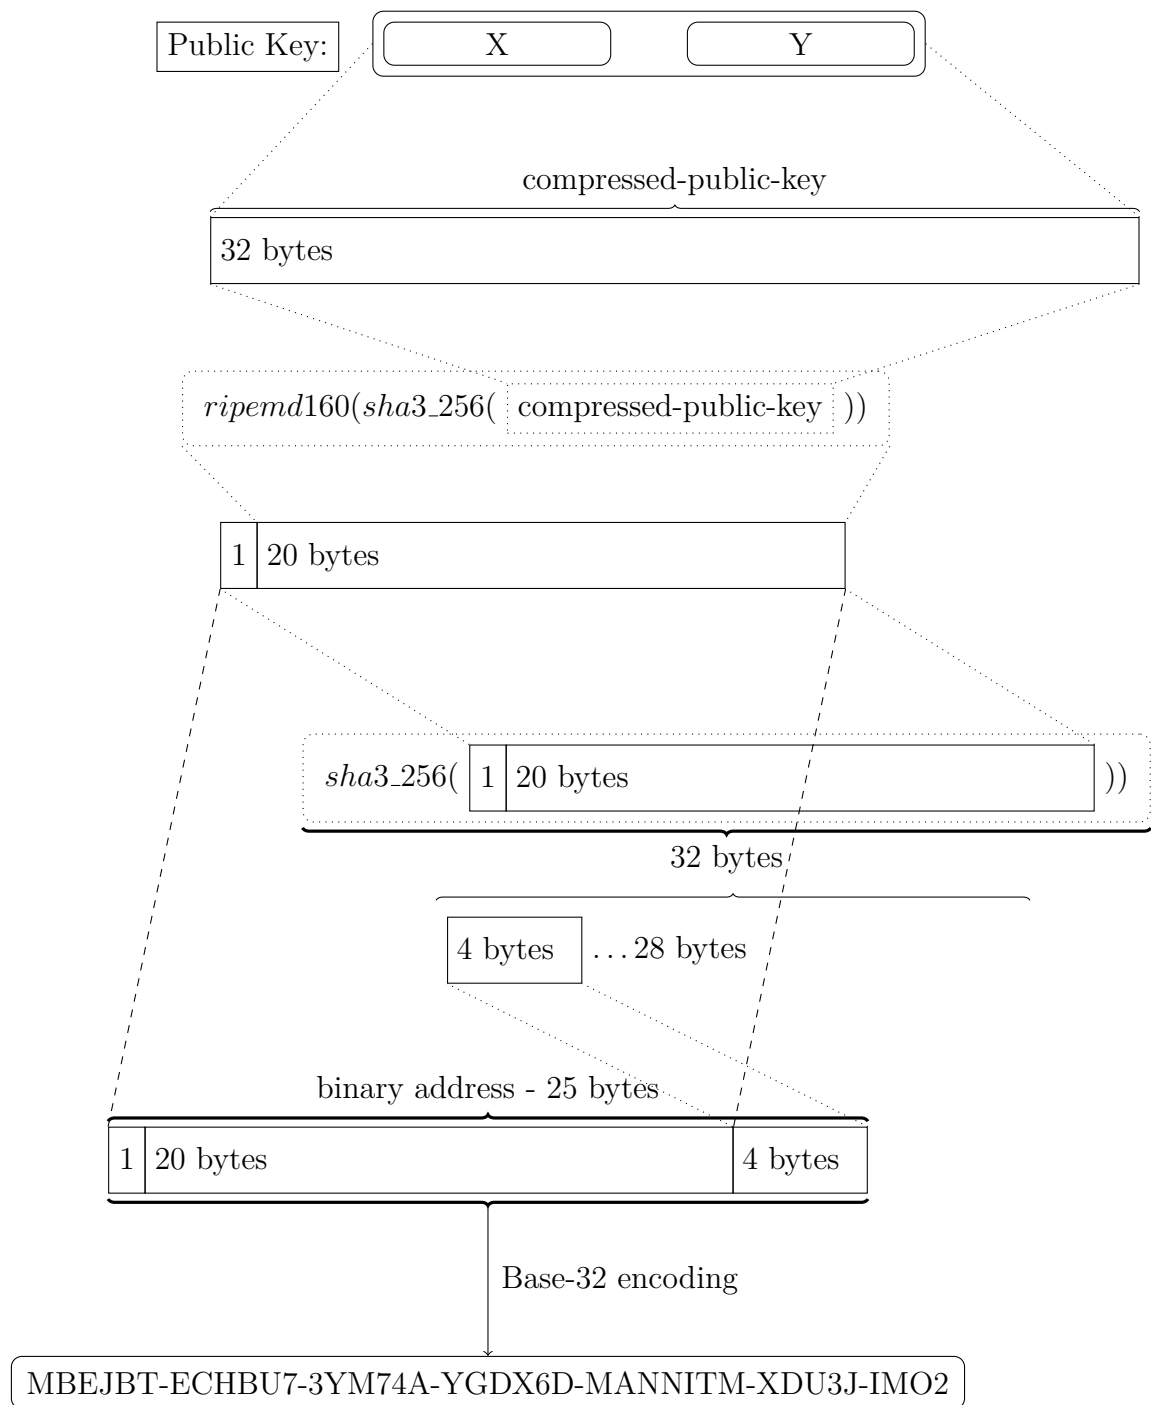 Public Key: X Y
compressed-public-key
32 bytes
ripemd160(sha3_256( compressed-public-key ))
1 20 bytes
sha3_256( 1 20 bytes ))
32 bytes
4 bytes ...28 bytes
binary address - 25 bytes
1 20 bytes 4 bytes
Base-32 encoding
MBEJBT-ECHBU7-3YM74A-YGDX6D-MANNITM-XDU3J-IMO2